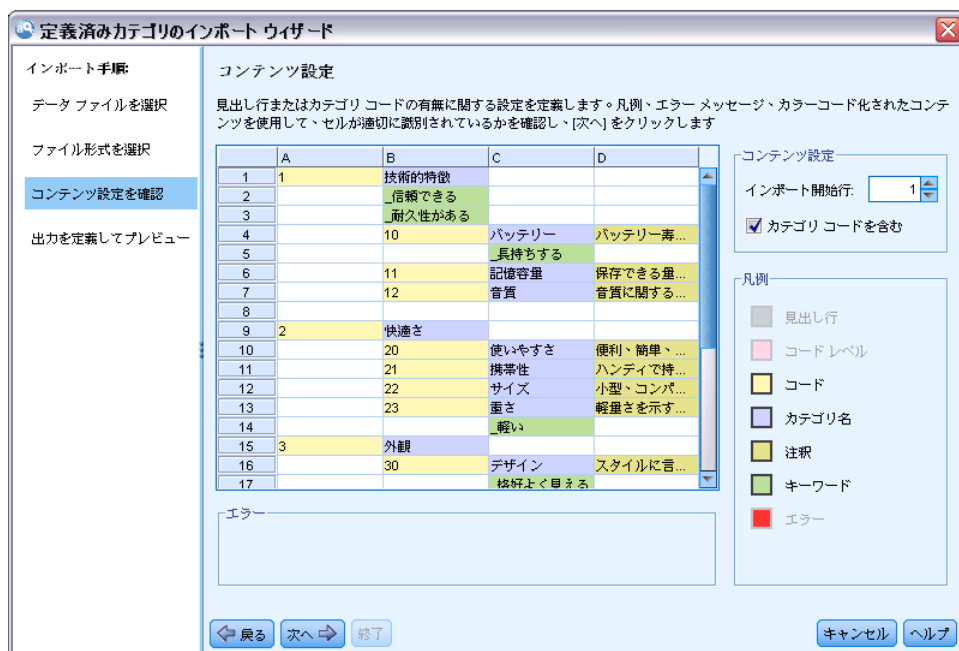 定義済みカテゴリのインポート ウィザード
インポート手順:
データ ファイルを選択
ファイル形式を選択
コンテンツ設定を確認
出力を定義してプレビュー
コンテンツ設定
見出し行またはカテゴリ コードの有無に関する設定を定義します。凡例、エラー メッセージ、カラーコード化されたコンテ
ンツを使用して、セルが適切に識別されているかを確認し、[次へ] をクリックします
A B C D
1 1 技術的特徴
2 _信頼できる
3 _耐久性がある
4 10 バッテリー バッテリー寿...
5 _長持ちする
6 11 記憶容量 保存できる量...
7 12 音質 音質に関する...
8
9 2 快適さ
10 20 使いやすさ 便利、簡単、...
11 21 携帯性 ハンディで持...
12 22 サイズ 小型、コンパ...
13 23 重さ 軽量さを示す...
14 _軽い
15 3 外観
16 30 デザイン スタイルに言...
17 _格好よく見える
コンテンツ設定
インポート開始行: 1
カテゴリ コードを含む
凡例
見出し行
コード レベル
コード
カテゴリ名
注釈
キーワード
エラー
エラー
戻る 次へ 終了 キャンセル ヘルプ